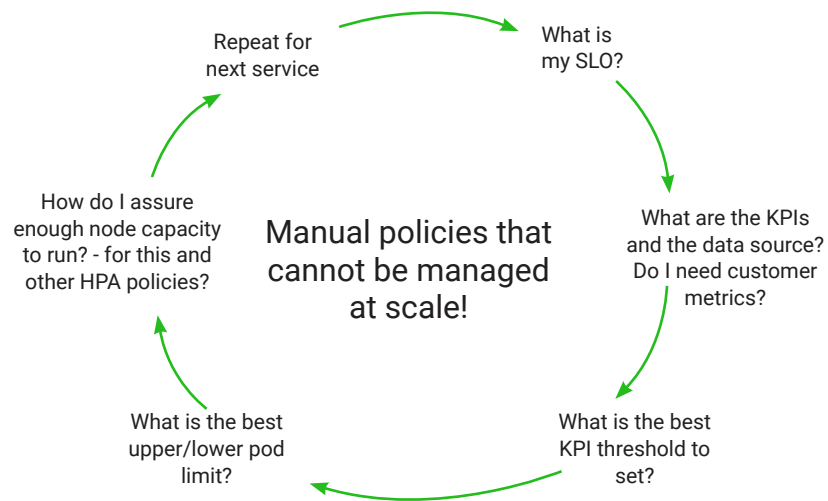 Repeat for
next service
What is
my SLO?
What are the KPIs
and the data source?
Do I need customer
metrics?
What is the best
KPI threshold to
set?
What is the best
upper/lower pod
limit?
How do I assure
enough node capacity
to run? - for this and
other HPA policies?
Manual policies that
cannot be managed
at scale!